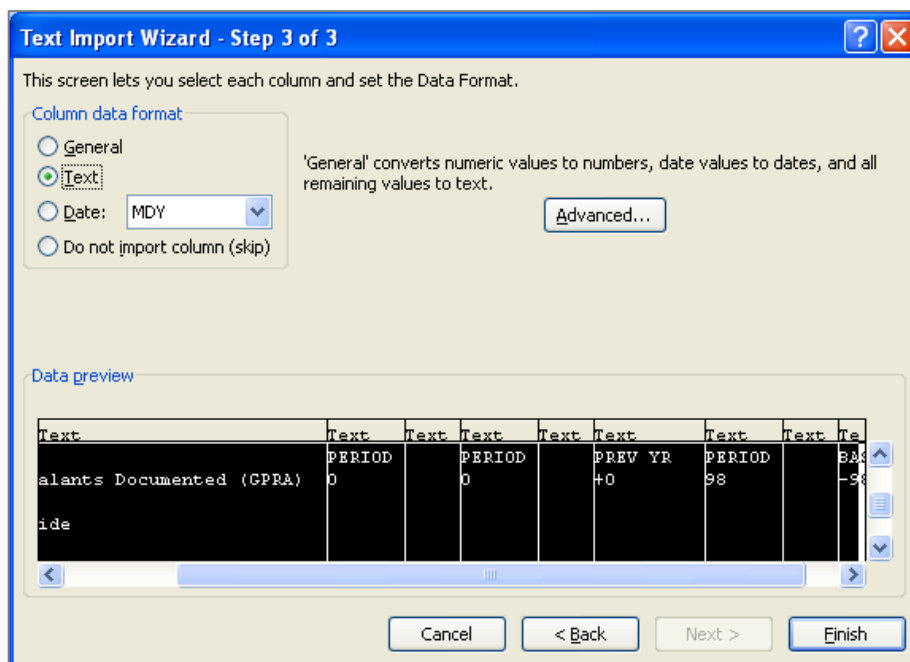 Text Import Wizard - Step 3 of 3
This screen lets you select each column and set the Data Format.
Column data format
General
Text
Date: MDY
Do not import column (skip)
'General' converts numeric values to numbers, date values to dates, and all
remaining values to text.
Advanced...
Data preview
Text Text Text Text Text Text Text Text Te
PERIOD PERIOD PREV YR PERIOD BAS
alants Documented (GPRA) 0 0 +0 98 -98
ide
Cancel < Back Next > Finish